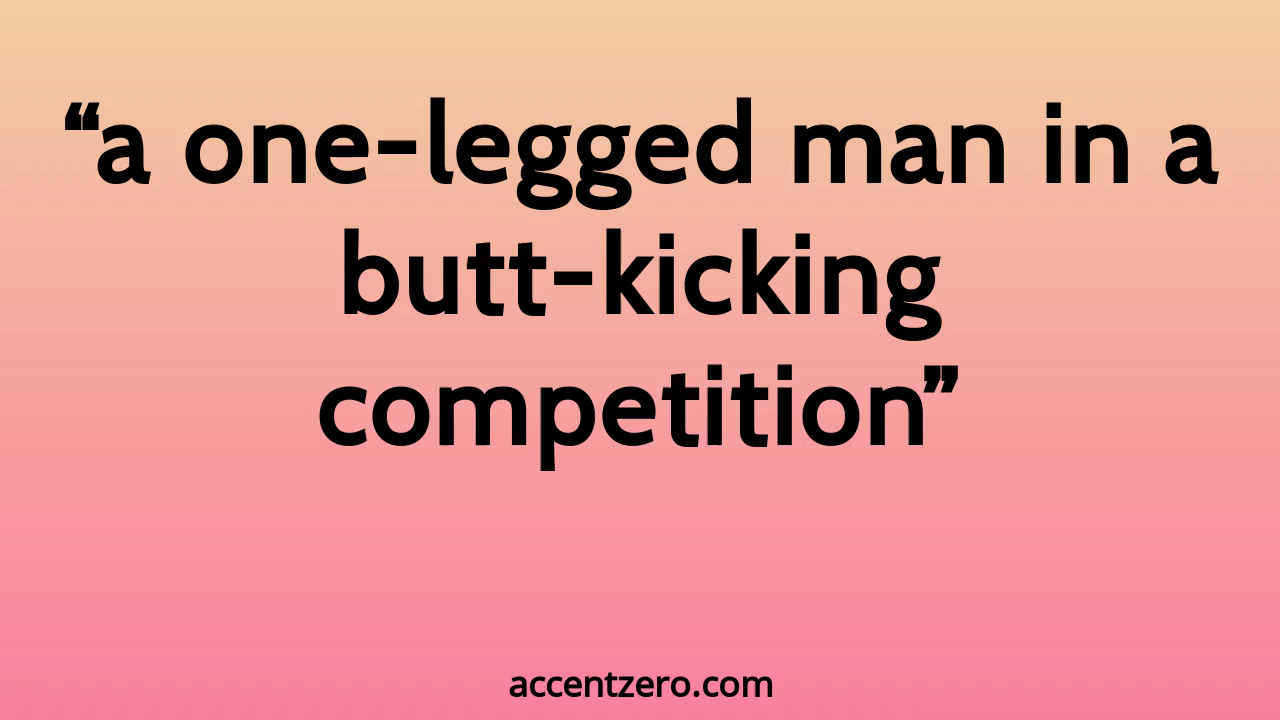 “a one-legged man in a
butt-kicking
competition”
accentzero.com